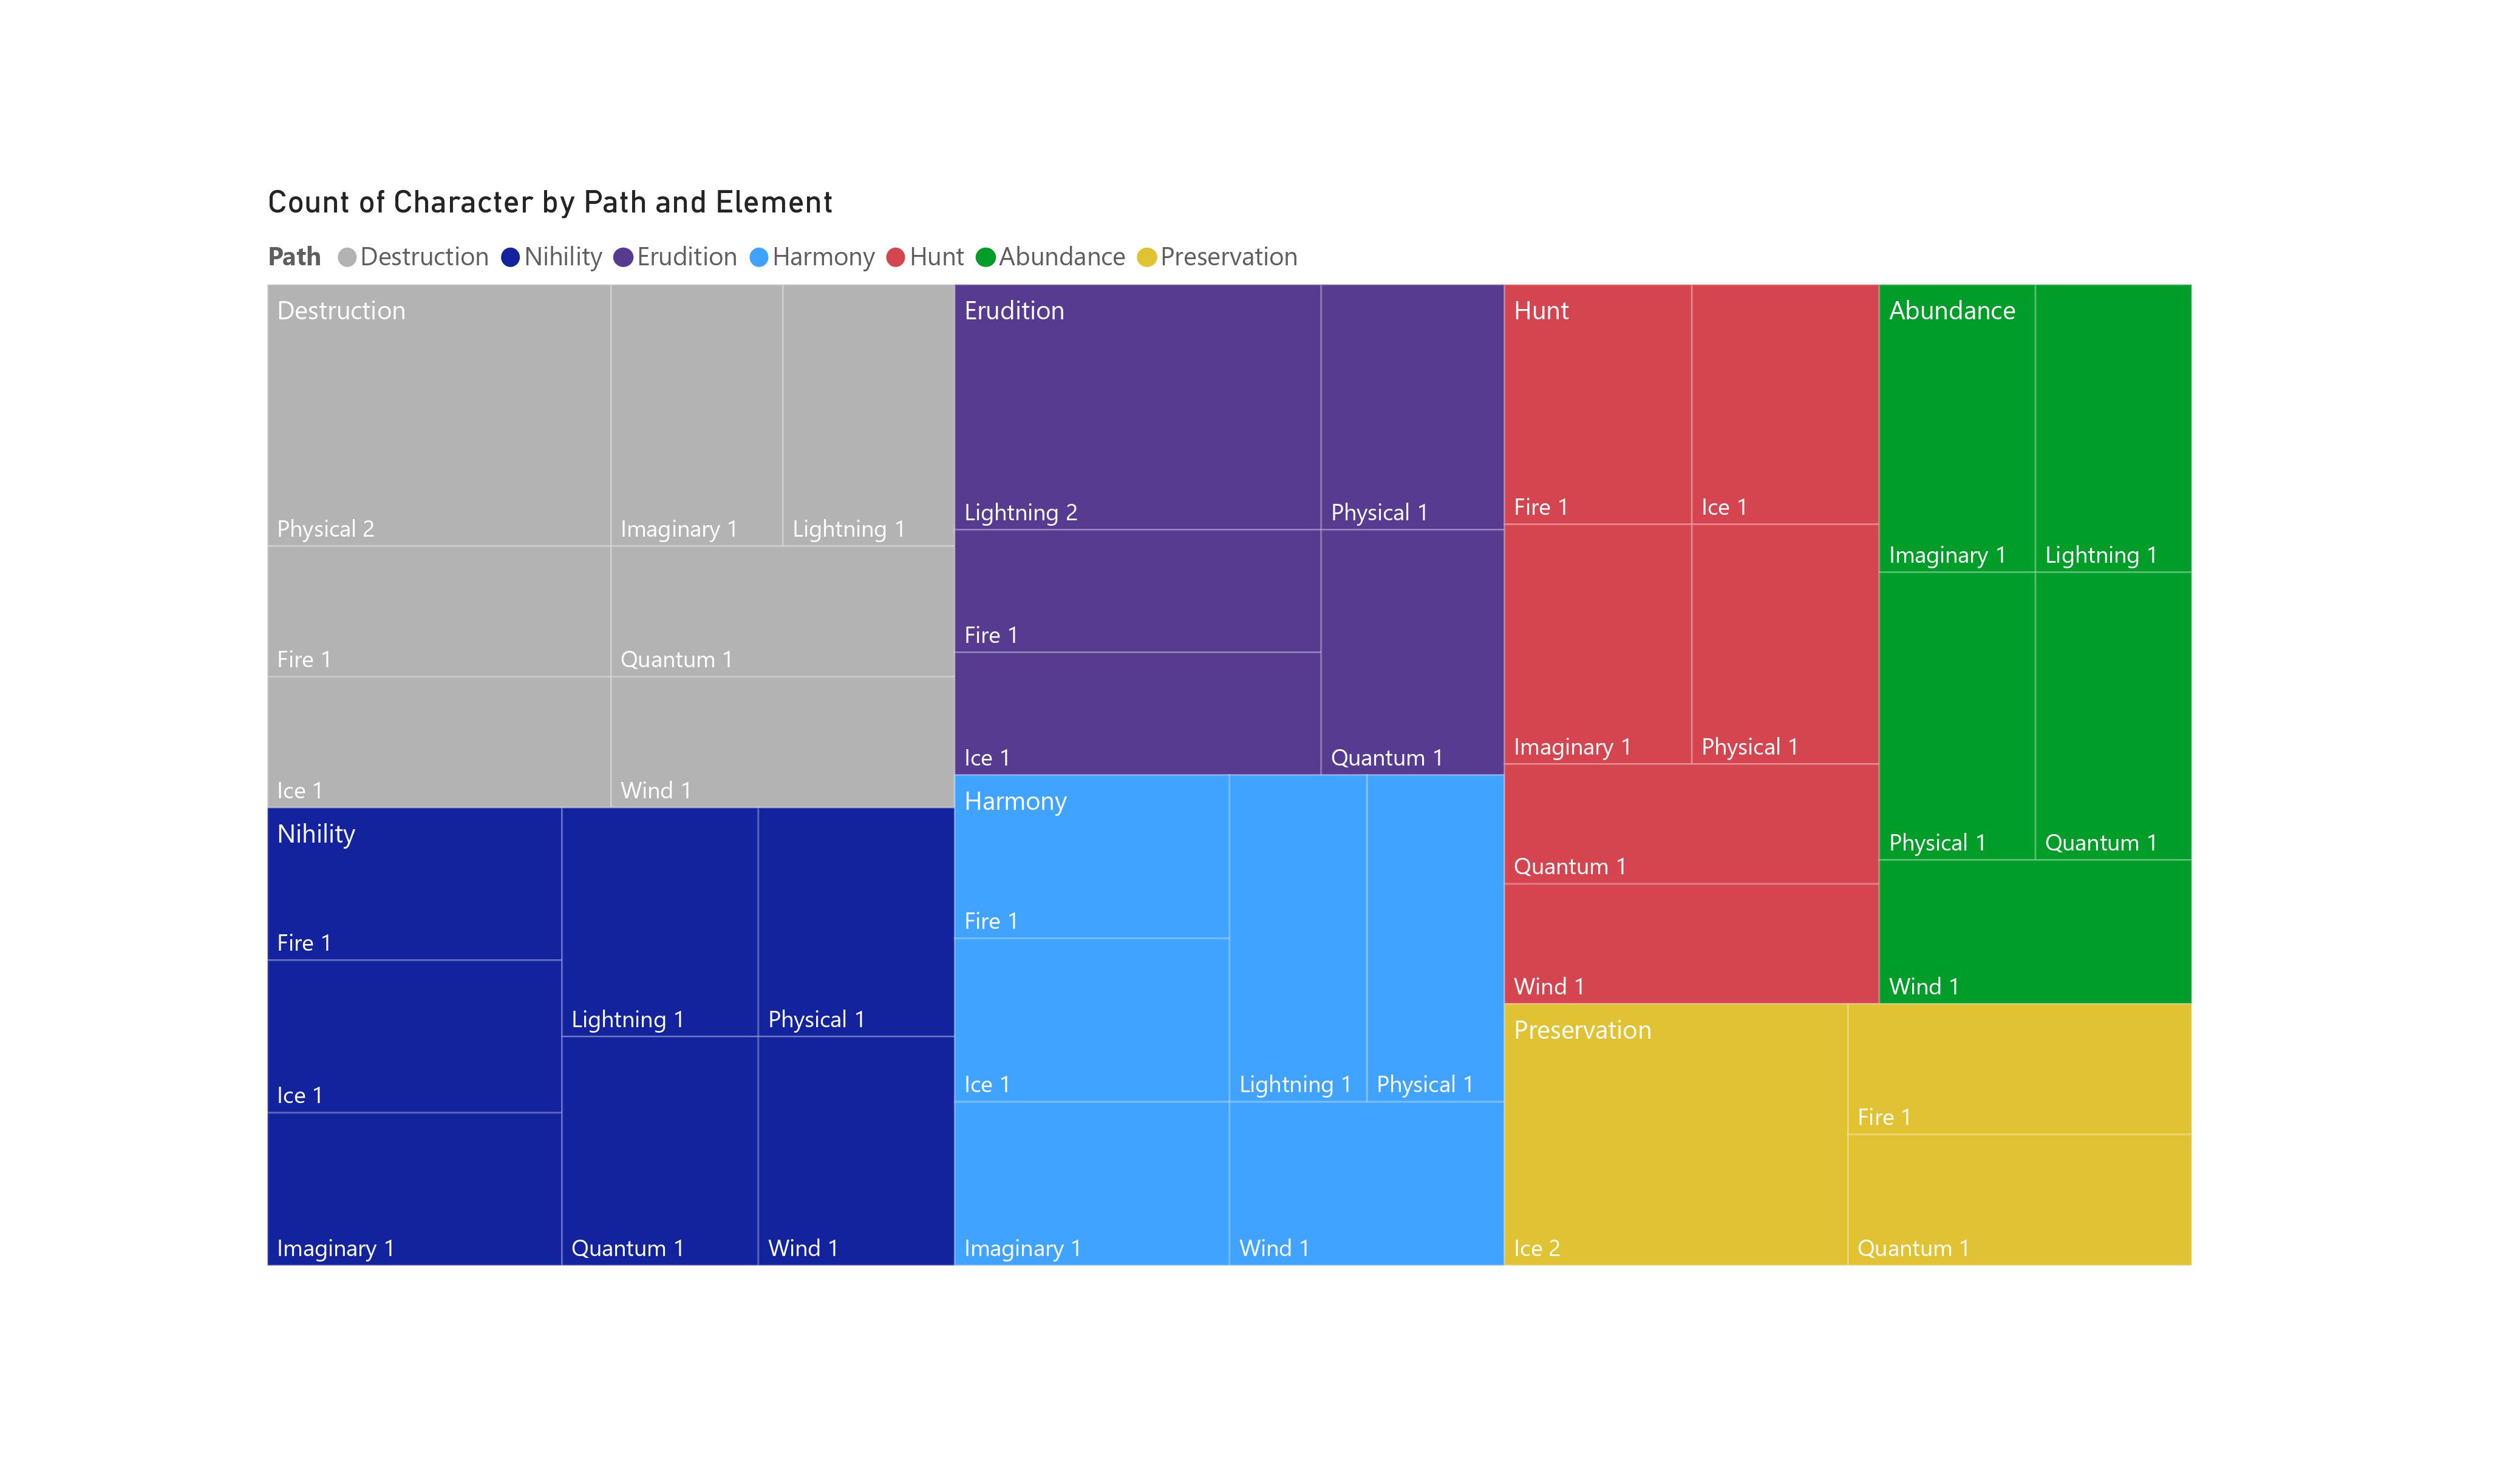 Count of Character by Path and Element
Path Destruction Nihility Erudition Harmony Hunt Abundance Preservation
Destruction
Physical 2
Imaginary 1
Lightning 1
Fire 1
Quantum 1
Ice 1
Wind 1
Nihility
Fire 1
Ice 1
Imaginary 1
Lightning 1
Physical 1
Quantum 1
Wind 1
Erudition
Lightning 2
Physical 1
Fire 1
Ice 1
Quantum 1
Harmony
Fire 1
Ice 1
Imaginary 1
Lightning 1
Physical 1
Wind 1
Hunt
Fire 1
Ice 1
Imaginary 1
Physical 1
Quantum 1
Wind 1
Abundance
Imaginary 1
Lightning 1
Physical 1
Quantum 1
Wind 1
Preservation
Ice 2
Fire 1
Quantum 1